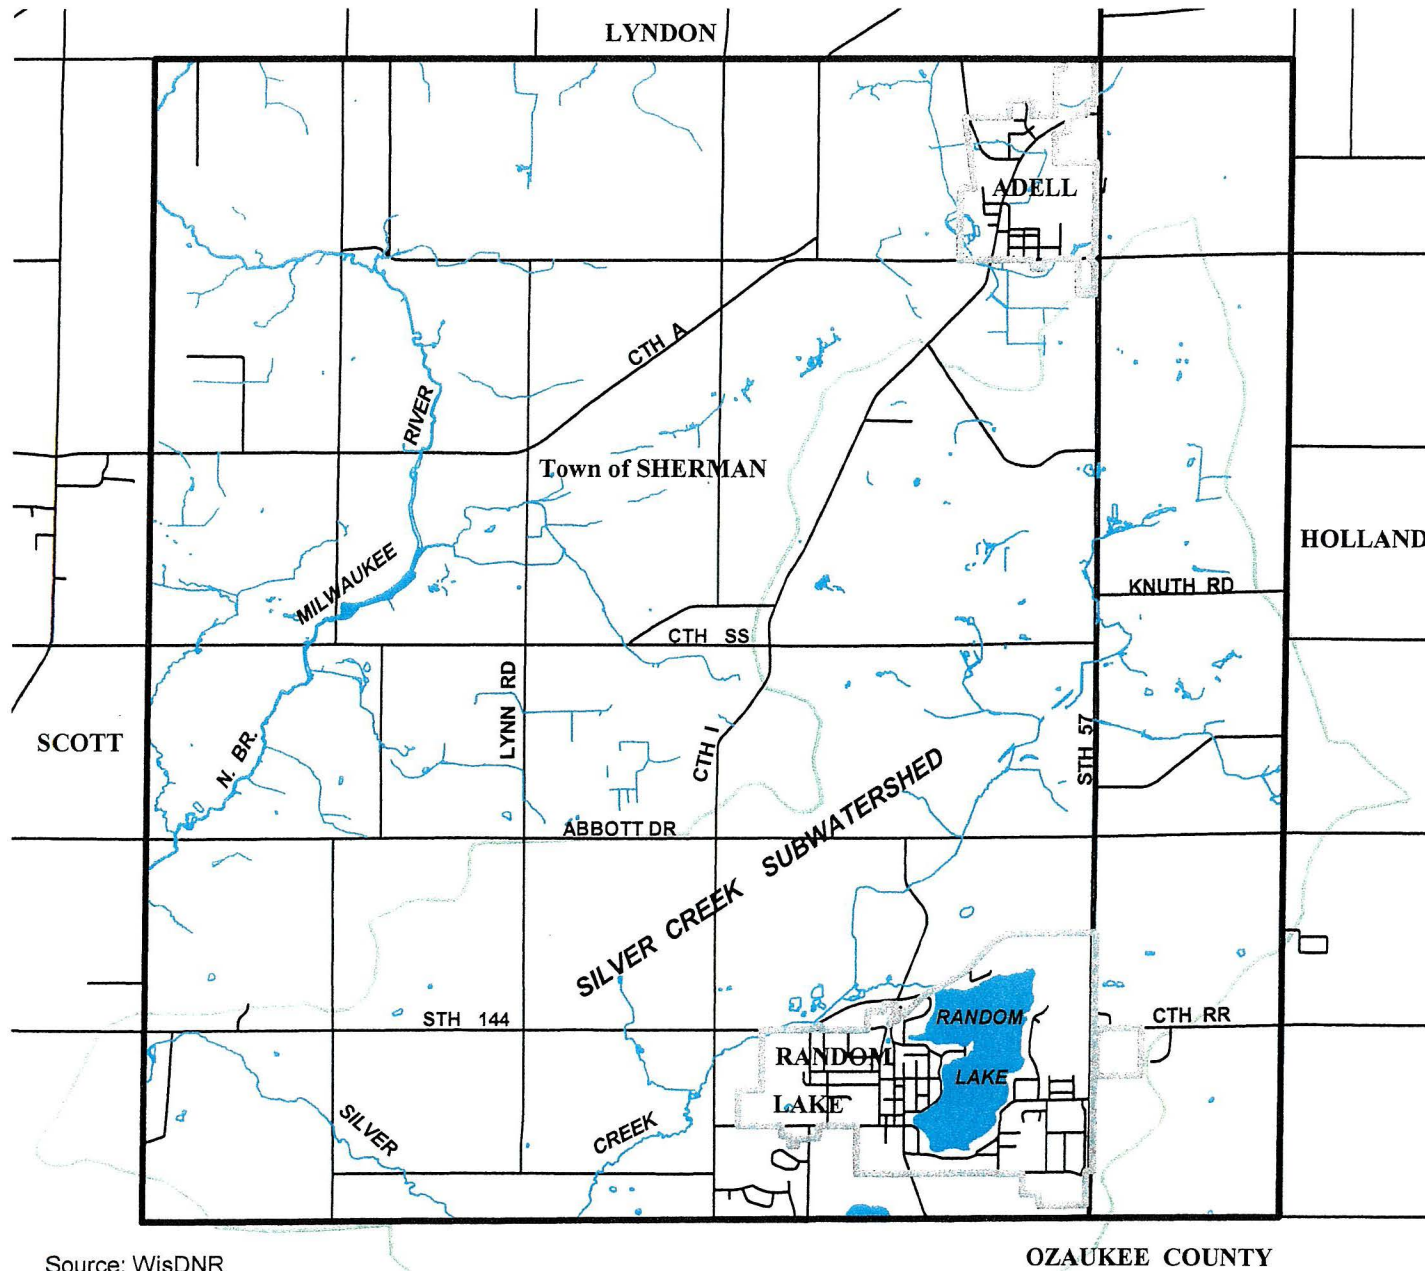 LYNDON
ADELL
CTH A
RIVER
Town of SHERMAN
HOLLAND
MILWAUKEE
KNUTH RD
CTH SS
LYNN RD
SCOTT
N. BR.
CTH I
STH 57
SILVER CREEK SUBWATERSHED
ABBOTT DR
STH 144
RANDOM
LAKE
CTH RR
RANDOM
LAKE
SILVER
CREEK
OZAUKEE COUNTY
Source: WisDNR